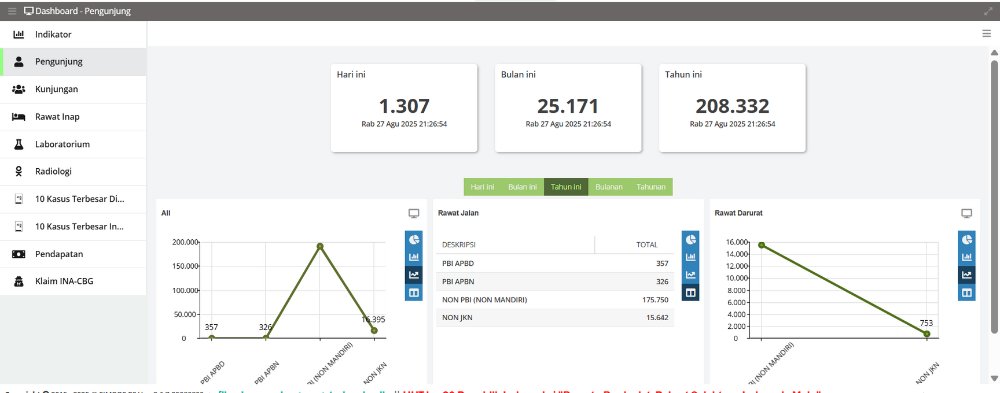 Dashboard - Pengunjung
Indikator
Pengunjung
Kunjungan
Rawat Inap
Laboratorium
Radiologi
10 Kasus Terbesar Di...
10 Kasus Terbesar In...
Pendapatan
Klaim INA-CBG
Hari ini
1.307
Rab 27 Agu 2025 21:26:54
Bulan ini
25.171
Rab 27 Agu 2025 21:26:54
Tahun ini
208.332
Rab 27 Agu 2025 21:26:54
Hari ini Bulan ini Tahun ini Bulanan Tahunan
All
200.000
150.000
100.000
50.000
0
357
326
16.395
PBI APBD
PBI APBN
BI (NON MANDIRI)
NON JKN
Rawat Jalan
DESKRIPSI TOTAL
PBI APBD 357
PBI APBN 326
NON PBI (NON MANDIRI) 175.750
NON JKN 15.642
Rawat Darurat
16.000
14.000
12.000
10.000
8.000
6.000
4.000
2.000
0
753
BI (NON MANDIRI)
NON JKN